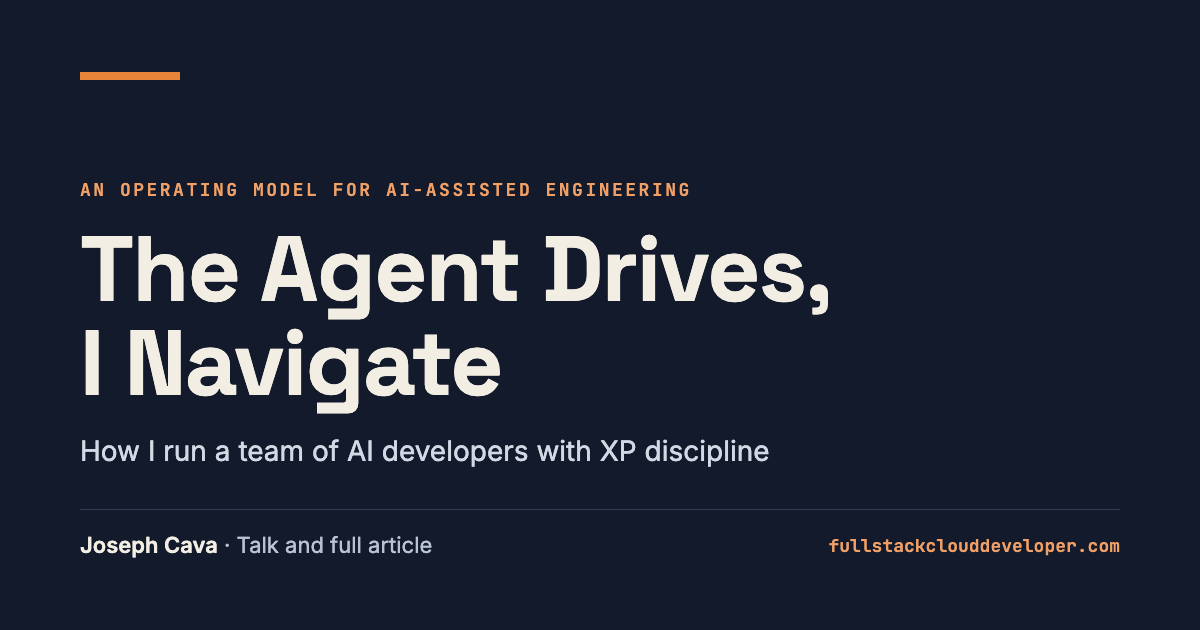 AN OPERATING MODEL FOR AI-ASSISTED ENGINEERING
The Agent Drives,
I Navigate
How I run a team of AI developers with XP discipline
Joseph Cava · Talk and full article
fullstackclouddeveloper.com